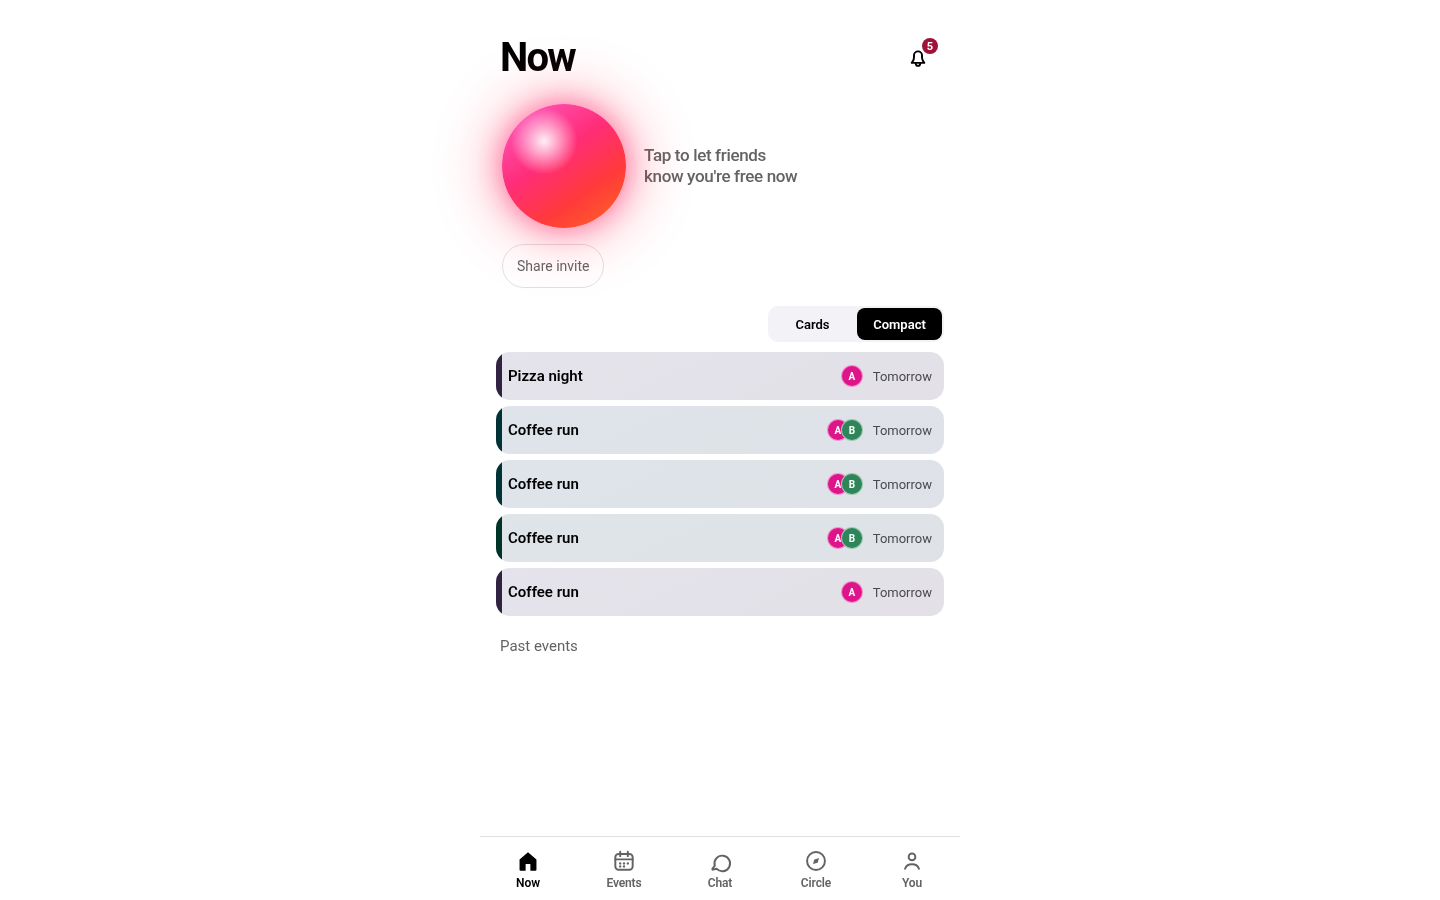 Now
5
Tap to let friends
know you're free now
Share invite
Cards
Compact
Pizza night
A
Tomorrow
Coffee run
A
B
Tomorrow
Coffee run
A
B
Tomorrow
Coffee run
A
B
Tomorrow
Coffee run
A
Tomorrow
Past events
Now
Events
Chat
Circle
You